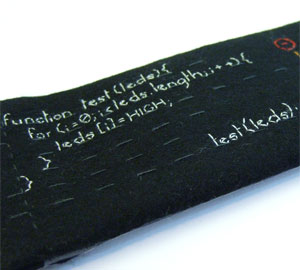 function test(leds){
for (i=0; i<leds.length; i++){
leds [i]=HIGH;
}
}
test(leds);